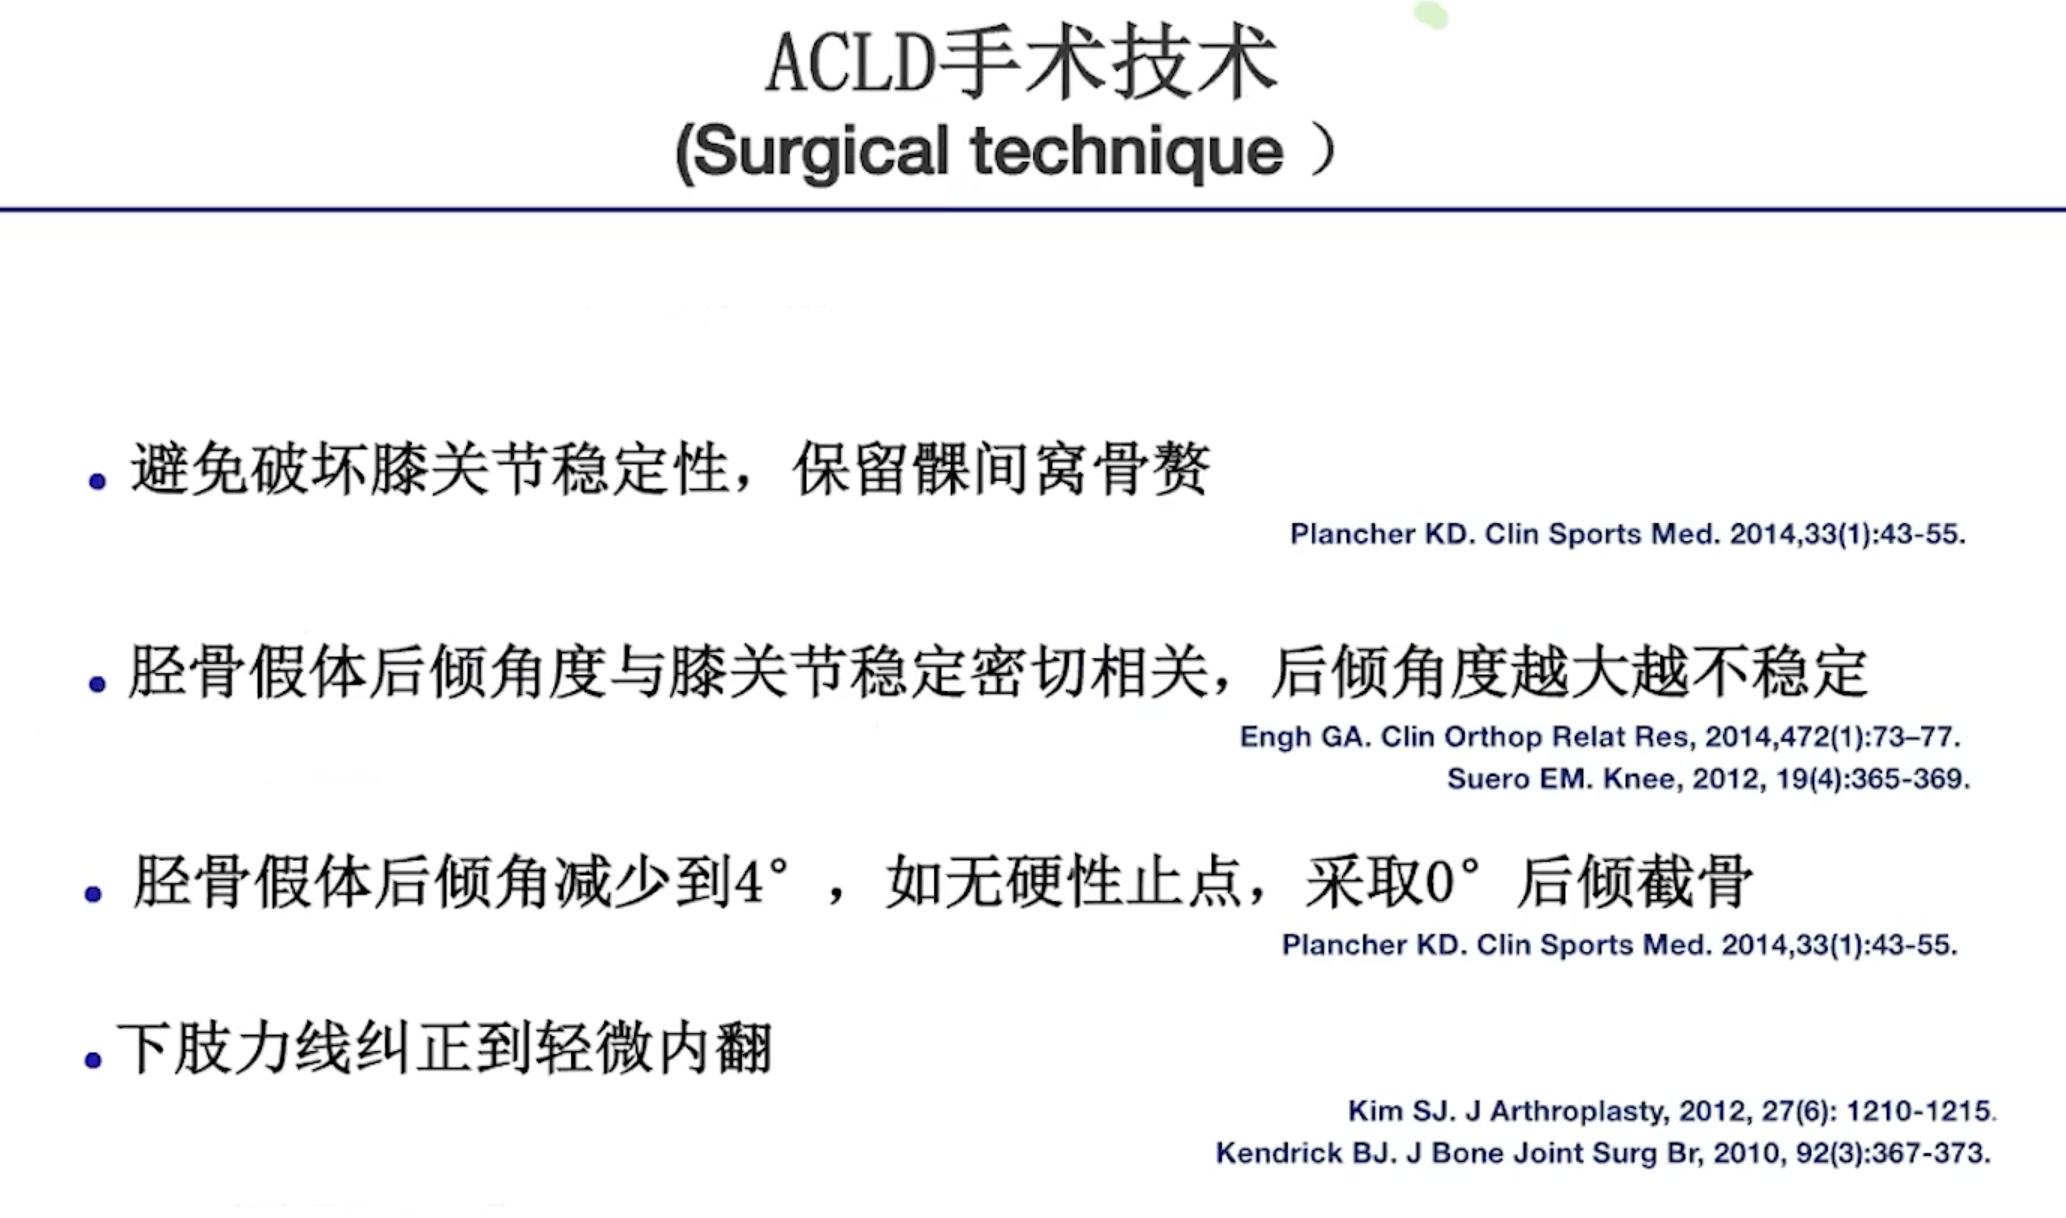 ACLD手术技术
(Surgical technique ）
• 避免破坏膝关节稳定性，保留髁间窝骨赘
Plancher KD. Clin Sports Med. 2014,33(1):43-55.
• 胫骨假体后倾角度与膝关节稳定密切相关，后倾角度越大越不稳定
Engh GA. Clin Orthop Relat Res, 2014,472(1):73–77.
Suero EM. Knee, 2012, 19(4):365-369.
• 胫骨假体后倾角减少到4°，如无硬性止点，采取0°后倾截骨
Plancher KD. Clin Sports Med. 2014,33(1):43-55.
• 下肢力线纠正到轻微内翻
Kim SJ. J Arthroplasty, 2012, 27(6): 1210-1215.
Kendrick BJ. J Bone Joint Surg Br, 2010, 92(3):367-373.